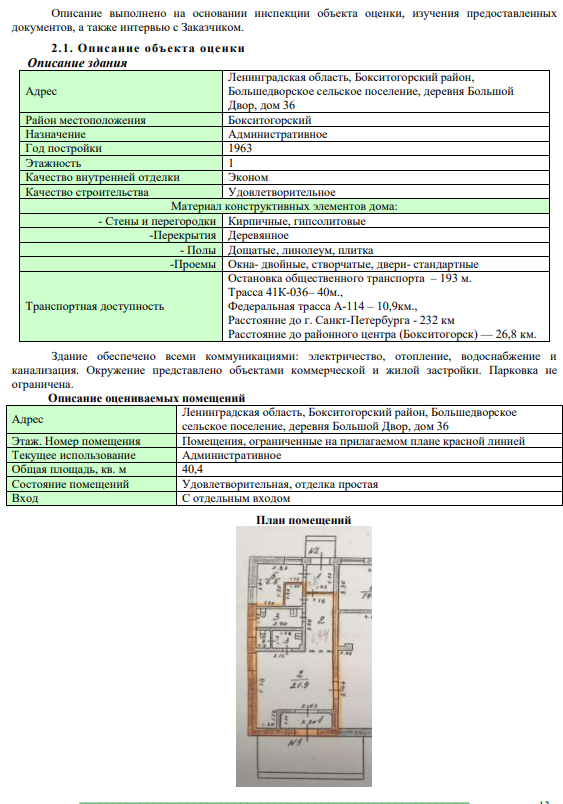 Описание выполнено на основании инспекции объекта оценки, изучения предоставленных
документов, а также интервью с Заказчиком.
2.1. Описание объекта оценки
Описание здания
Адрес
Ленинградская область, Бокситогорский район,
Большедворское сельское поселение, деревня Большой
Двор, дом 36
Район местоположения Бокситогорский
Назначение Административное
Год постройки 1963
Этажность 1
Качество внутренней отделки Эконом
Качество строительства Удовлетворительное
Материал конструктивных элементов дома:
- Стены и перегородки Кирпичные, гипсолитовые
-Перекрытия Деревянное
- Полы Дощатые, линолеум, плитка
-Проемы Окна- двойные, створчатые, двери- стандартные
Транспортная доступность
Остановка общественного транспорта – 193 м.
Трасса 41К-036– 40м.,
Федеральная трасса А-114 – 10,9км.,
Расстояние до г. Санкт-Петербурга - 232 км
Расстояние до районного центра (Бокситогорск) — 26,8 км.
Здание обеспечено всеми коммуникациями: электричество, отопление, водоснабжение и
канализация. Окружение представлено объектами коммерческой и жилой застройки. Парковка не
ограничена.
Описание оцениваемых помещений
Адрес
Ленинградская область, Бокситогорский район, Большедворское
сельское поселение, деревня Большой Двор, дом 36
Этаж. Номер помещения Помещения, ограниченные на прилагаемом плане красной линией
Текущее использование Административное
Общая площадь, кв. м 40,4
Состояние помещений Удовлетворительная, отделка простая
Вход С отдельным входом
План помещений
2.90
2
21.9